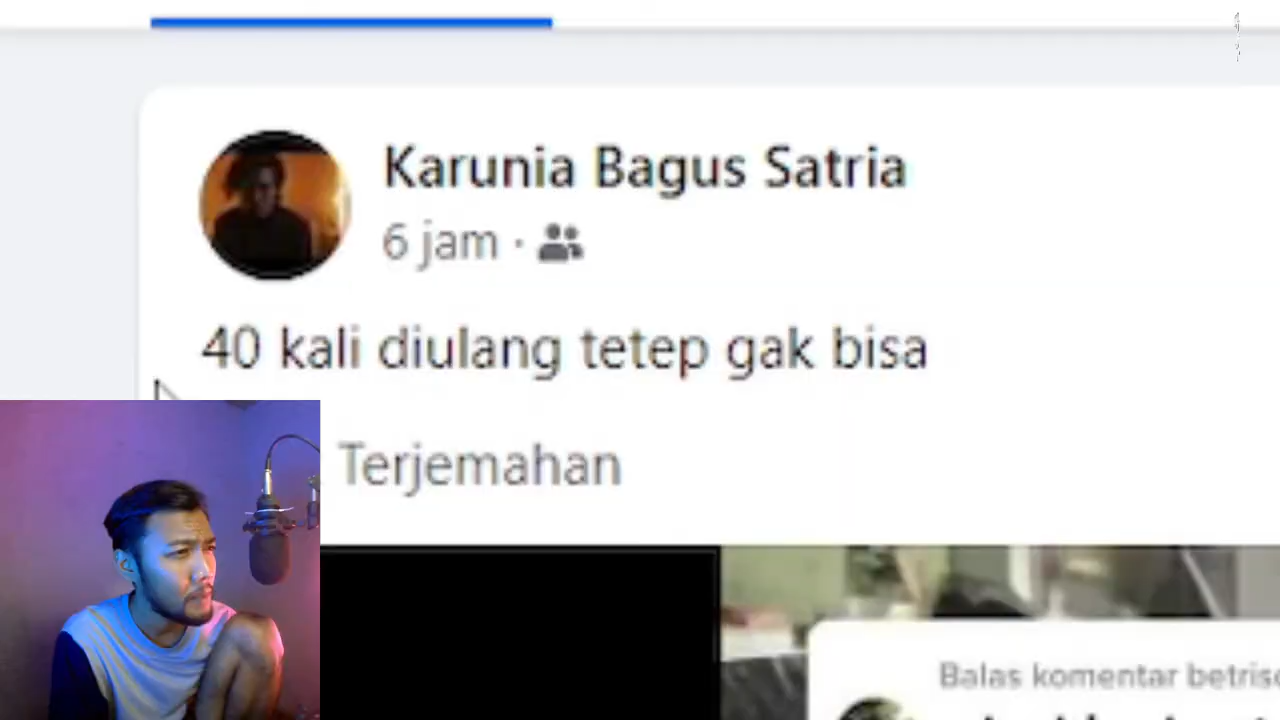 Karunia Bagus Satria
6 jam ·
40 kali diulang tetep gak bisa
Terjemahan
Balas komentar